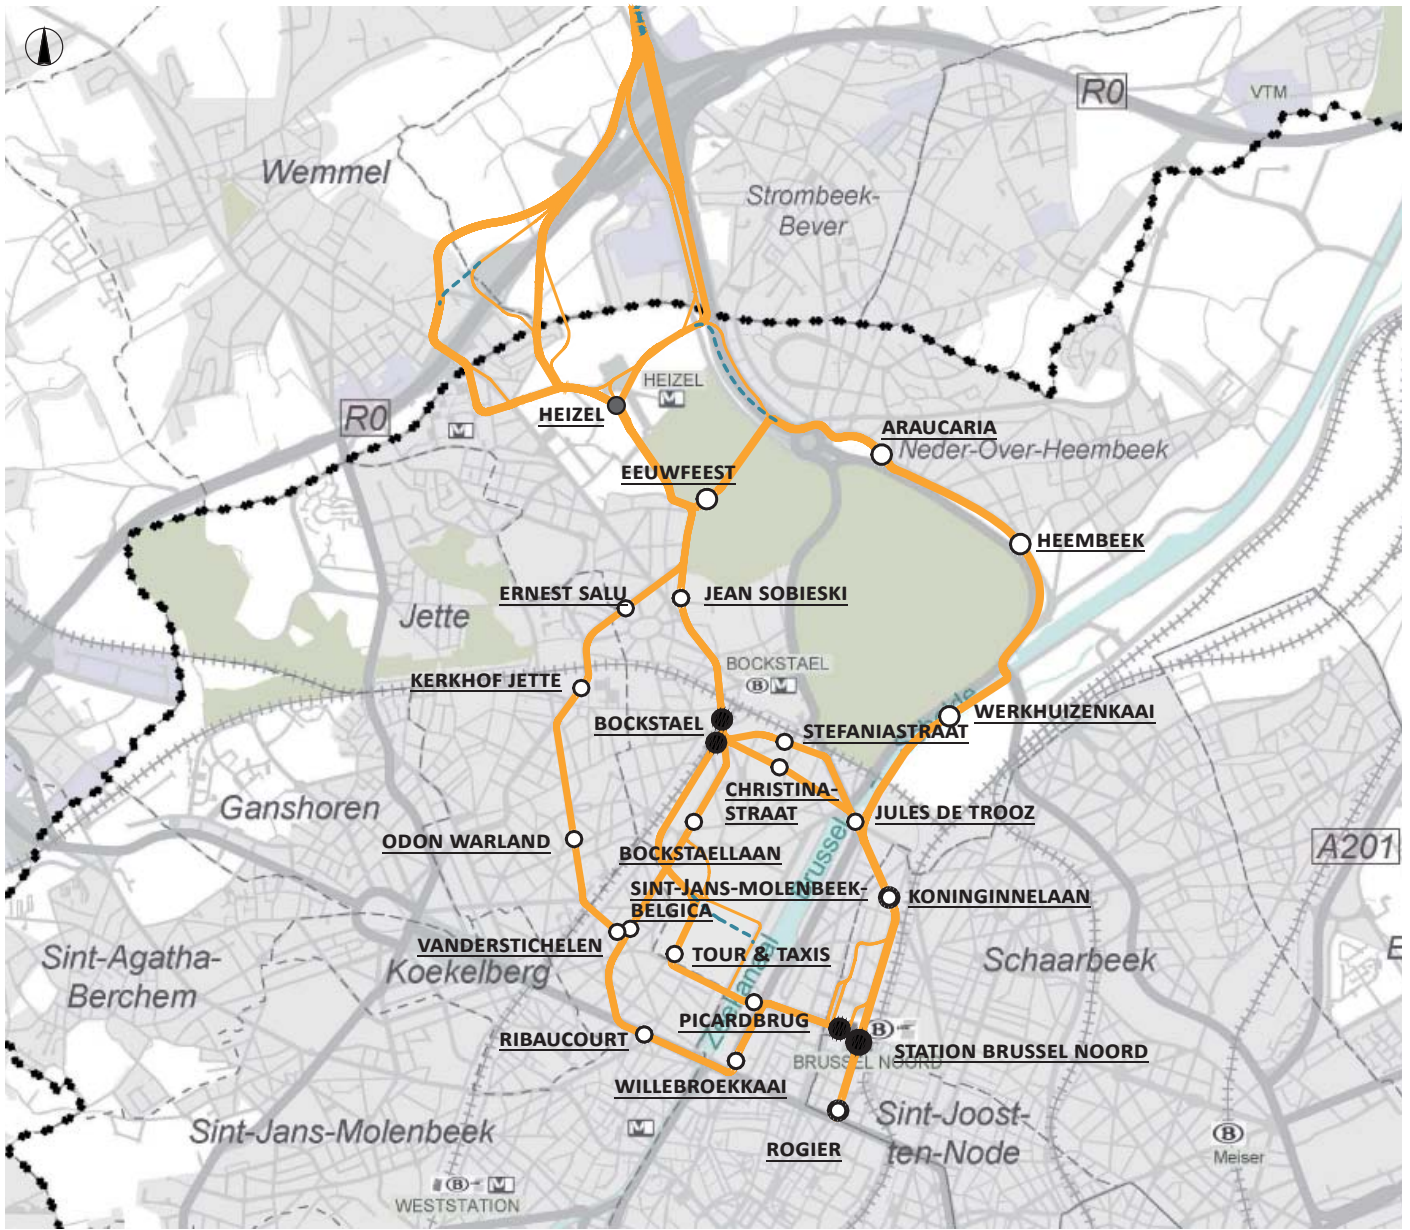 R0
VTM
Wemmel
Strombeek-
Bever
HEIZEL
M
R0
HEIZEL
M
ARAUCARIA
Neder-Over-Heembeek
EEUWFEEST
HEEMBEEK
ERNEST SALU
JEAN SOBIESKI
Jette
BOCKSTAEL
B M
KERKHOF JETTE
WERKHUIZENKAAI
BOCKSTAEL
STEFANIASTRAAT
CHRISTINA-
STRAAT
Ganshoren
JULES DE TROOZ
ODON WARLAND
BOCKSTAELLAAN
A201
Brussel
SINT-JANS-MOLENBEEK-
BELGICA
KONINGINNELAAN
VANDERSTICHELEN
TOUR & TAXIS
Sint-Agatha-
Berchem
Koekelberg
Schaarbeek
E
Zeekanaal
PICARDBRUG
B
RIBAUCOURT
STATION BRUSSEL NOORD
BRUSSEL NOORD
WILLEBROEKKAAI
Sint-Jans-Molenbeek
M
Sint-Joost-
ten-Node
ROGIER
B
Meiser
B M
WESTSTATION